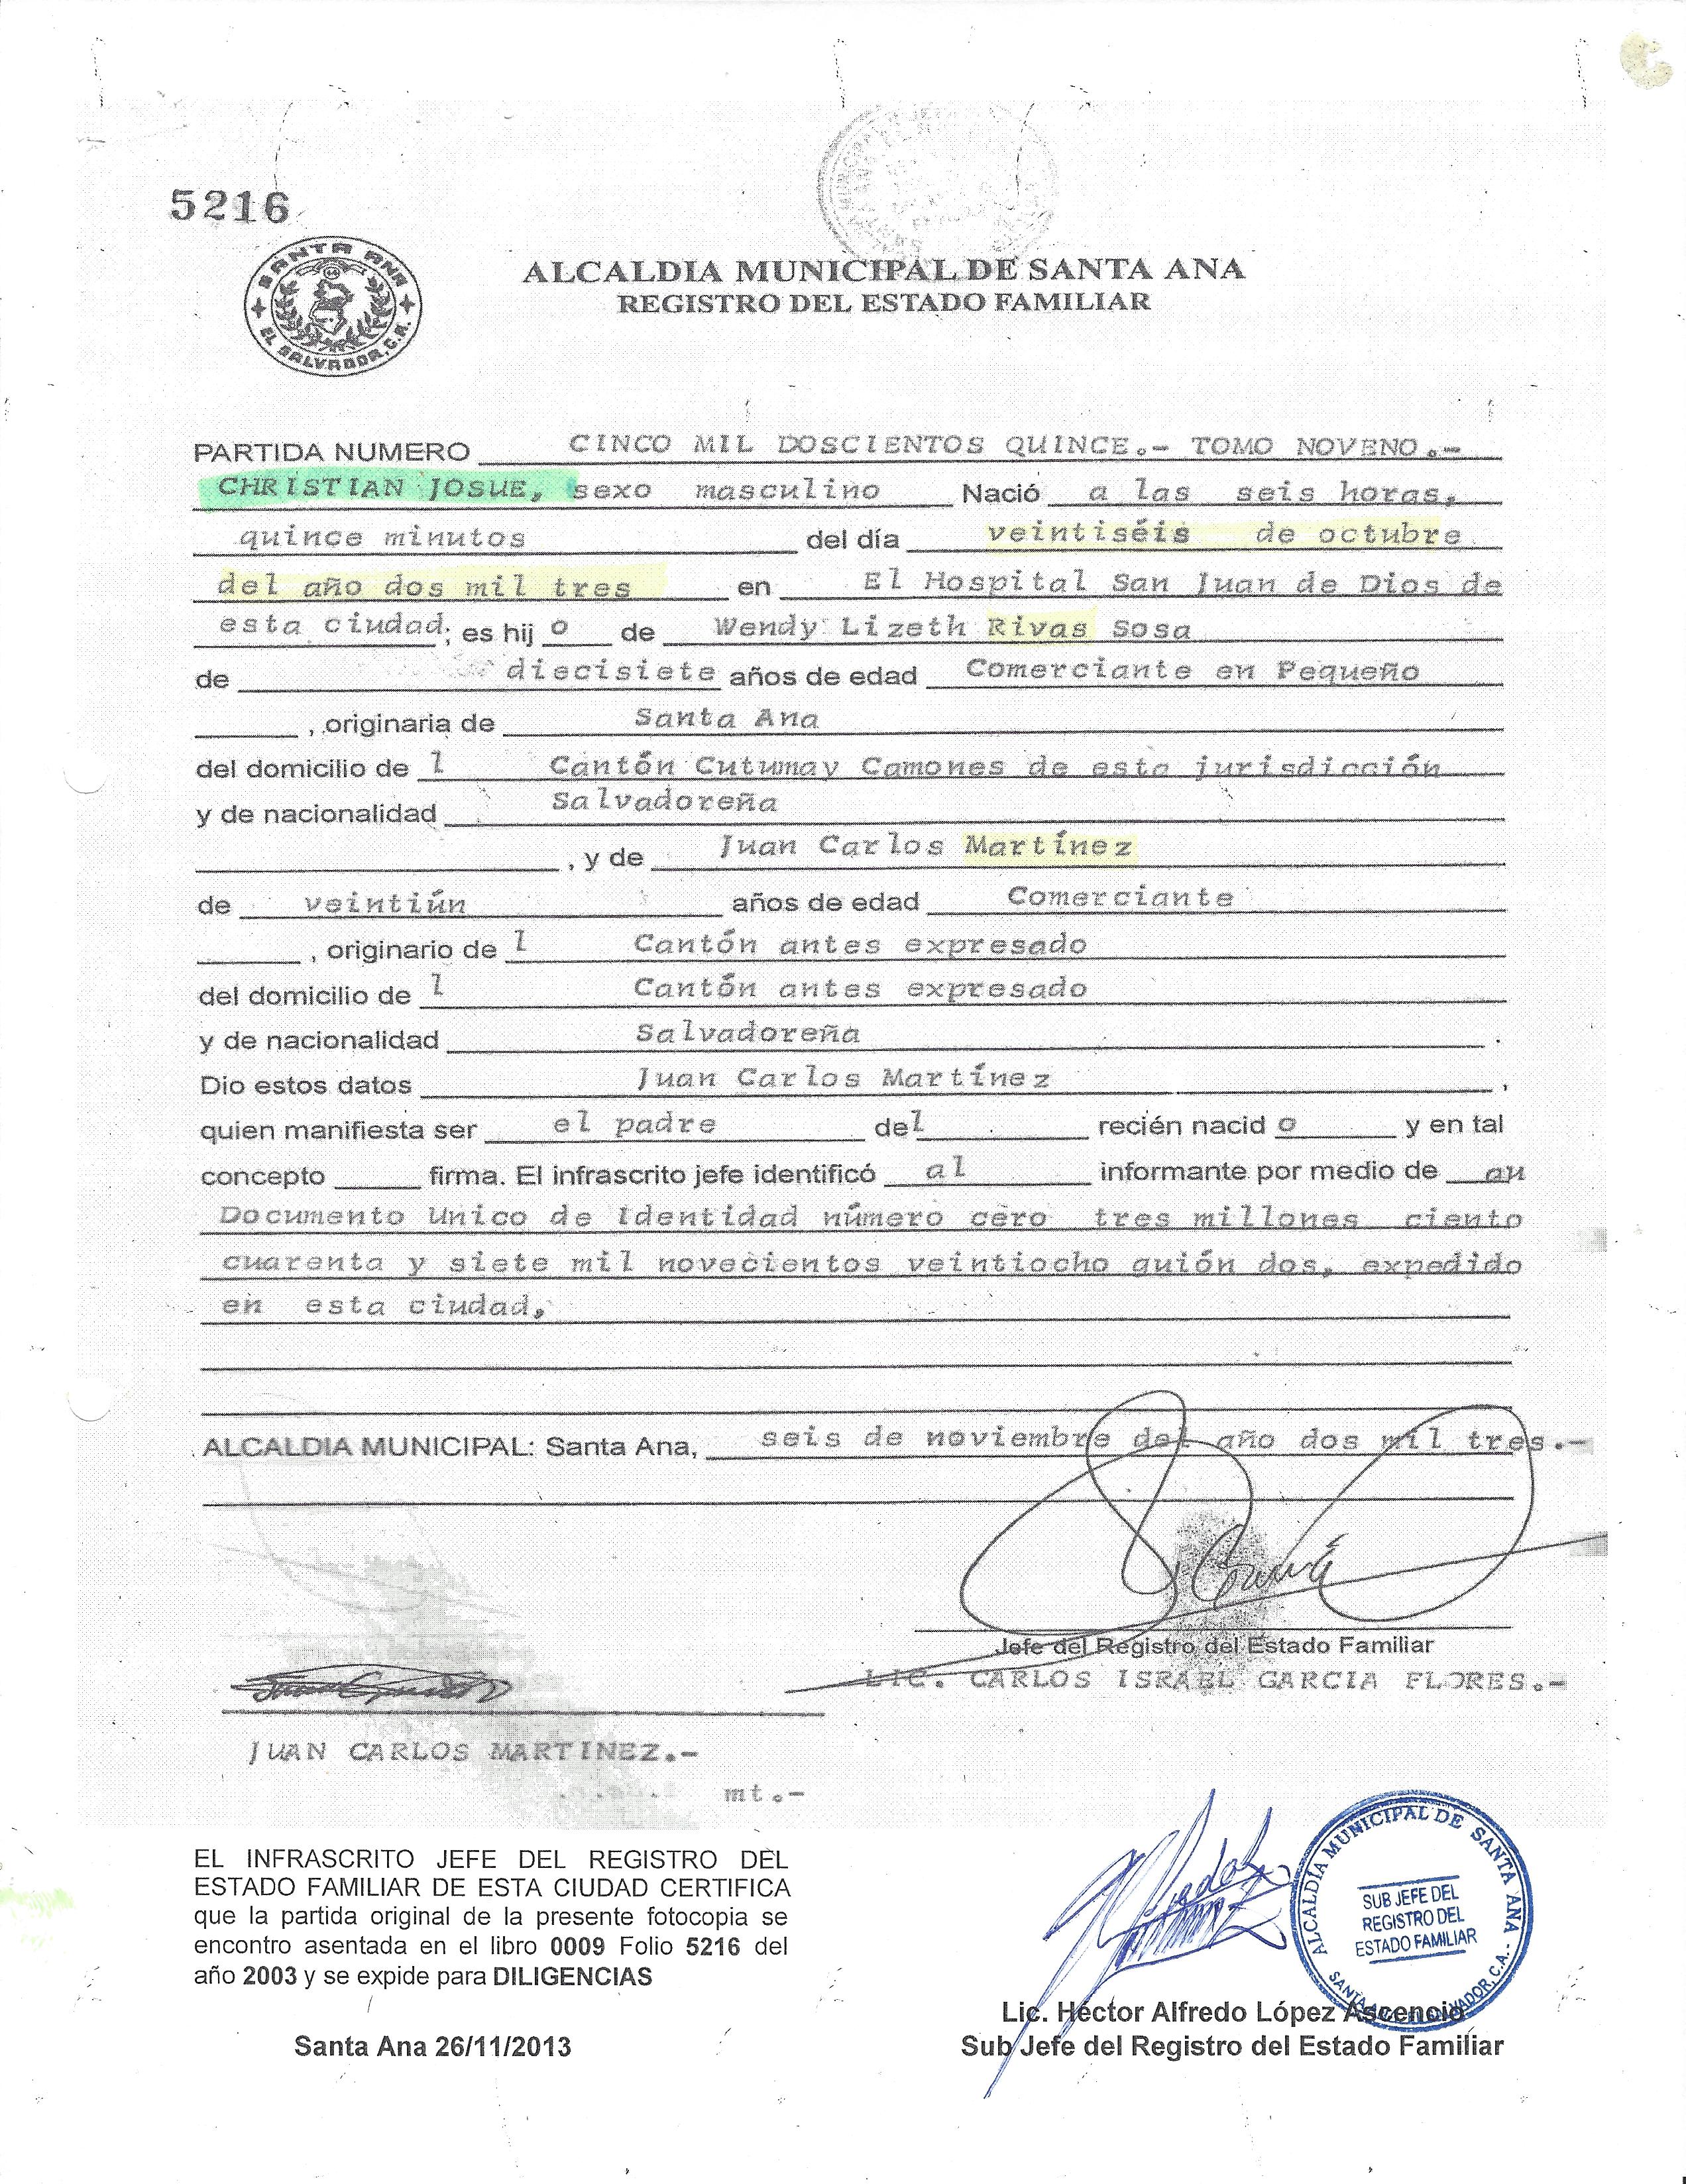 5216
SANTA ANA
EL SALVADOR, C.A.
ALCALDIA MUNICIPAL DE SANTA ANA
REGISTRO DEL ESTADO FAMILIAR
PARTIDA NUMERO CINCO MIL DOSCIENTOS QUINCE.- TOMO NOVENO.-
CHRISTIAN JOSUE, sexo masculino Nació a las seis horas,
quince minutos del día veintiséis de octubre
del año dos mil tres en El Hospital San Juan de Dios de
esta ciudad; es hij o de Wendy Lizeth Rivas Sosa
de diecisiete años de edad Comerciante en Pequeño
, originaria de Santa Ana
del domicilio de l Cantón Cutumay Camones de esta jurisdicción
y de nacionalidad Salvadoreña
, y de Juan Carlos Martínez
de veintiún años de edad Comerciante
, originario de l Cantón antes expresado
del domicilio de l Cantón antes expresado
y de nacionalidad Salvadoreña .
Dio estos datos Juan Carlos Martínez ,
quien manifiesta ser el padre del recién nacid o y en tal
concepto firma. El infrascrito jefe identificó al informante por medio de su
Documento Unico de Identidad número cero tres millones ciento
cuarenta y siete mil novecientos veintiocho guión dos, expedido
en esta ciudad,
ALCALDIA MUNICIPAL: Santa Ana, seis de noviembre del año dos mil tres.-
Jefe del Registro del Estado Familiar
LIC. CARLOS ISRAEL GARCIA FLORES.-
JUAN CARLOS MARTINEZ.-
mt.-
EL INFRASCRITO JEFE DEL REGISTRO DEL
ESTADO FAMILIAR DE ESTA CIUDAD CERTIFICA
que la partida original de la presente fotocopia se
encontro asentada en el libro 0009 Folio 5216 del
año 2003 y se expide para DILIGENCIAS
Santa Ana 26/11/2013
ALCALDÍA MUNICIPAL DE SANTA ANA
SUB JEFE DEL
REGISTRO DEL
ESTADO FAMILIAR
SANTA ANA, EL SALVADOR, C.A.
Lic. Héctor Alfredo López Ascencio
Sub Jefe del Registro del Estado Familiar